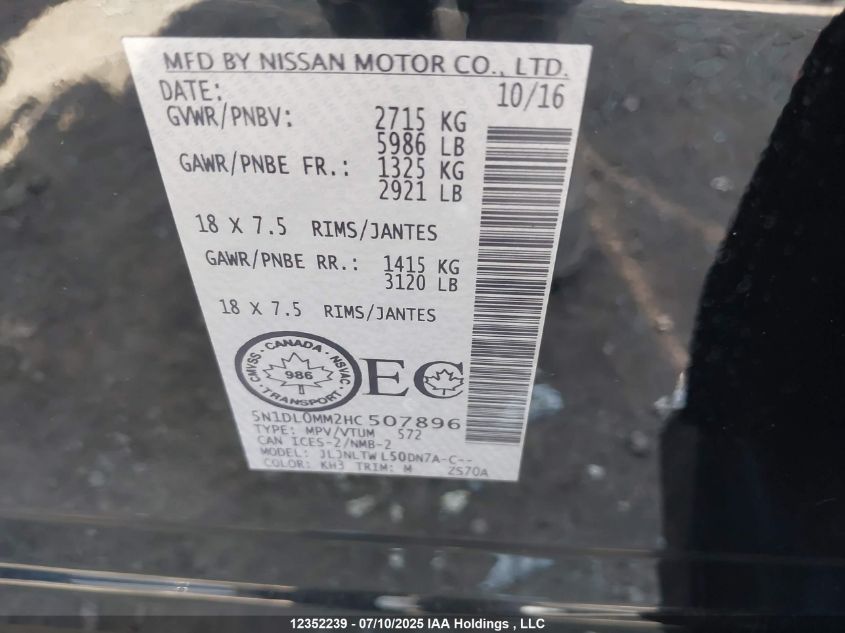 MFD BY NISSAN MOTOR CO., LTD.
DATE: 10/16
GVWR/PNBV: 2715 KG
5986 LB
GAWR/PNBE FR.: 1325 KG
2921 LB
18 X 7.5 RIMS/JANTES
GAWR/PNBE RR.: 1415 KG
3120 LB
18 X 7.5 RIMS/JANTES
CANADA
CMVSS · NSVAC
986
TRANSPORT
EC
5N1DL0MM2HC507896
TYPE: MPV/VTUM 572
CAN ICES-2/NMB-2
MODEL: JLJNLTWL50DN7A-C--
COLOR: KH3 TRIM: M 2570A
12352239 - 07/10/2025 IAA Holdings , LLC